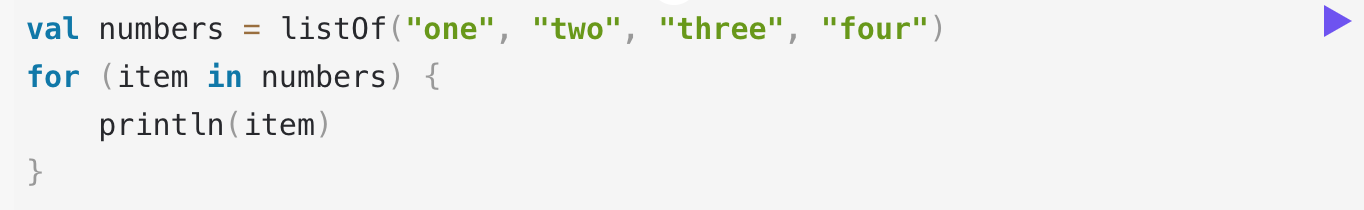 val numbers = listOf("one", "two", "three", "four")
for (item in numbers) {
    println(item)
}